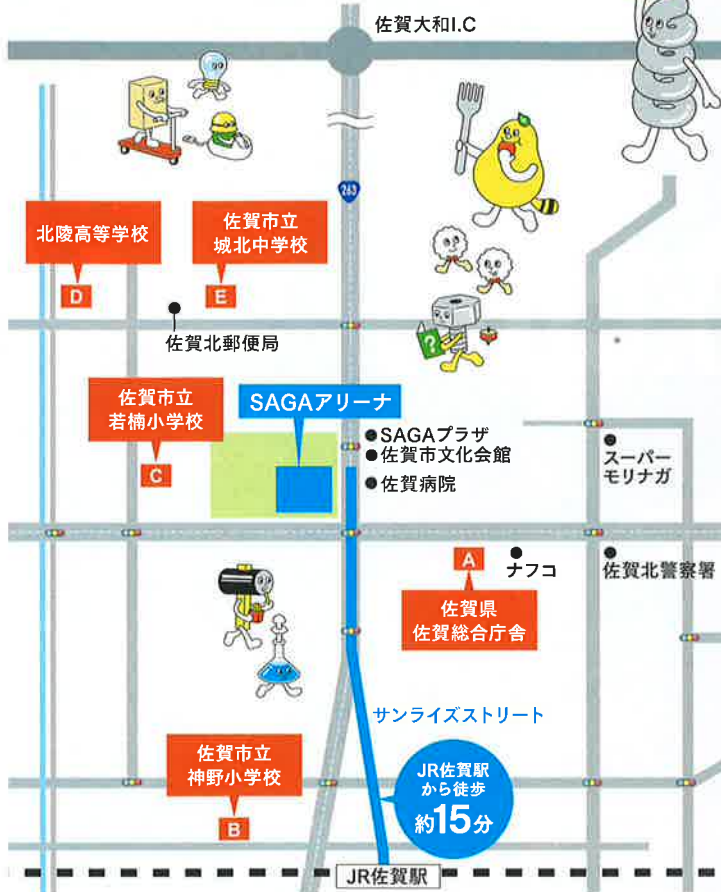 佐賀大和I.C
263
北陵高等学校
佐賀市立
城北中学校
D
E
佐賀北郵便局
?
佐賀市立
若楠小学校
SAGAアリーナ
C
SAGAプラザ
佐賀市文化会館
佐賀病院
スーパー
モリナガ
A
ナフコ
佐賀北警察署
佐賀県
佐賀総合庁舎
サンライズストリート
佐賀市立
神野小学校
B
JR佐賀駅
から徒歩
約15分
JR佐賀駅